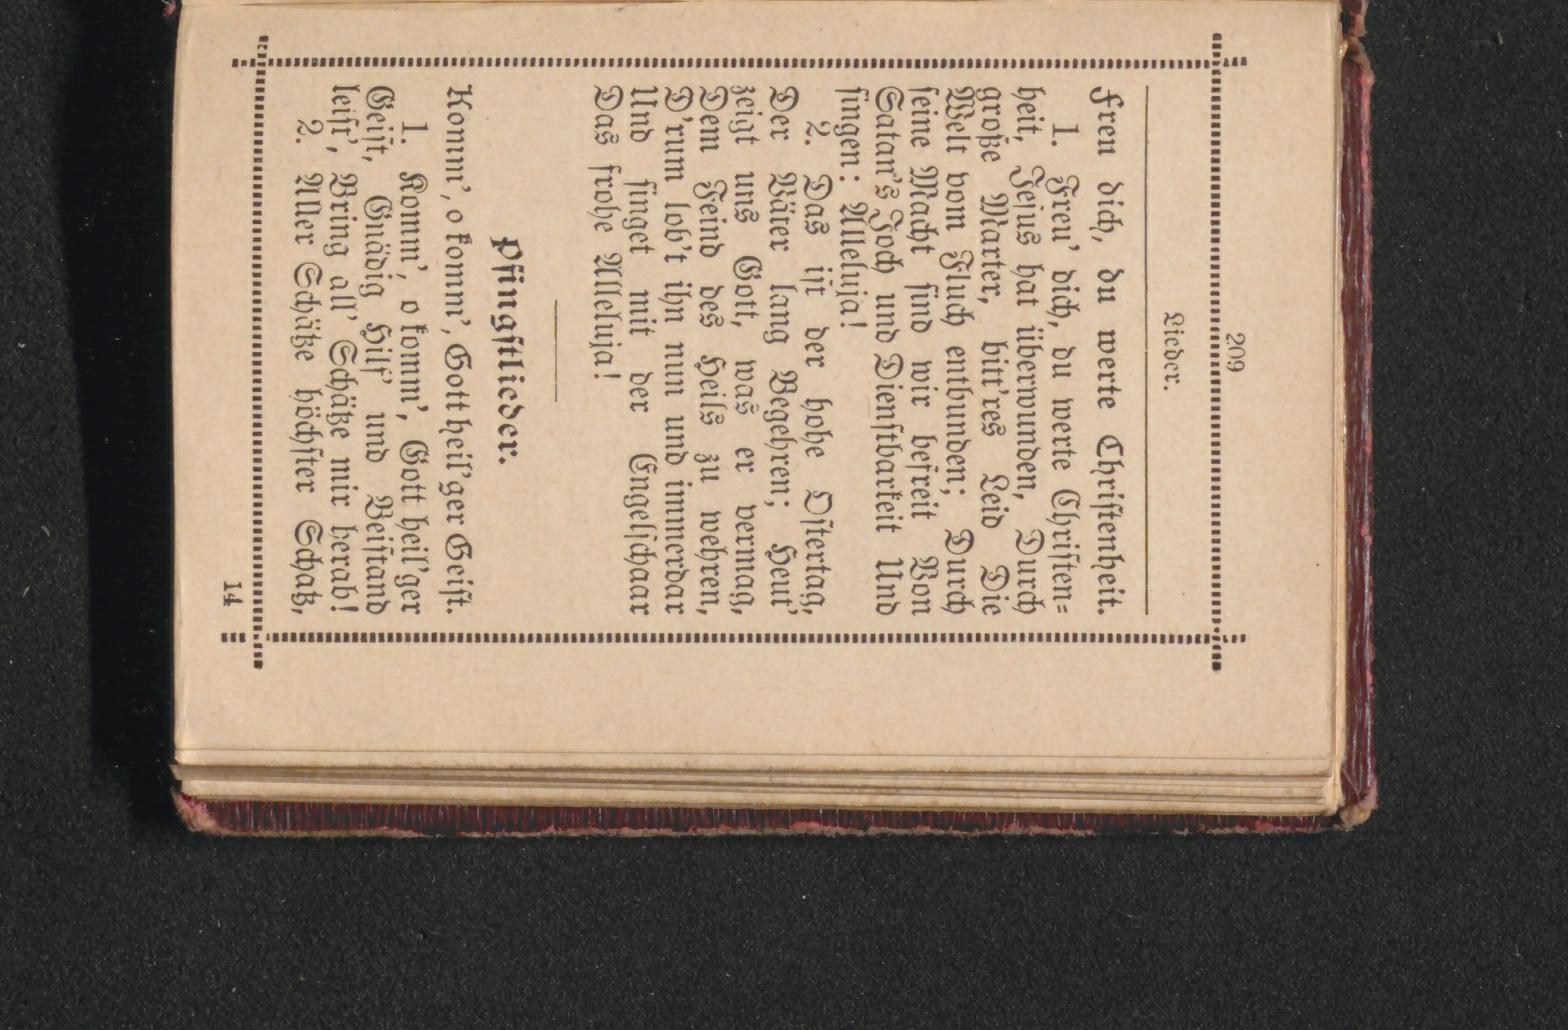 209
Lieder.
Freu dich, du werte Chriſtenheit.
1. Freu' dich, du werte Chriſten=
heit, Jeſus hat überwunden, Durch
große Marter, bitt'res Leid Die
Welt vom Fluch entbunden; Durch
ſeine Macht ſind wir befreit Von
Satan's Joch und Dienſtbarkeit Und
ſingen: Alleluja!
2. Das iſt der hohe Oſtertag,
Der Väter lang Begehren; Heut'
zeigt uns Gott, was er vermag,
Den Feind des Heils zu wehren,
D'rum lob't ihn nun und immerdar
Und ſinget mit der Engelſchaar
Das frohe Alleluja!
Pfingſtlieder.
Komm', o komm', Gott heil'ger Geiſt.
1. Komm', o komm', Gott heil'ger
Geiſt, Gnädig Hilf' und Beiſtand
leiſt', Bring all' Schätze mir herab!
2. Aller Schätze höchſter Schatz,
14